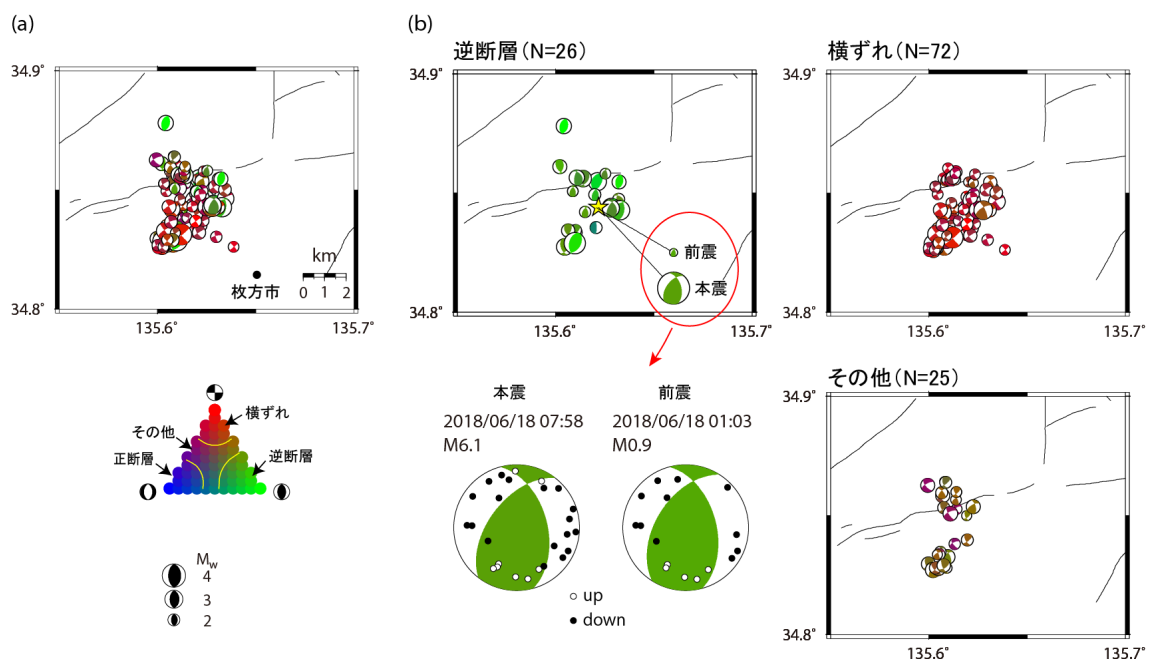 (a)
34.9°
34.8°
135.6°
135.7°
km
0 1 2
枚方市
横ずれ
その他
正断層
逆断層
Mw
4
3
2
(b)
逆断層(N=26)
34.9°
34.8°
135.6°
135.7°
前震
本震
本震
2018/06/18 07:58
M6.1
前震
2018/06/18 01:03
M0.9
up
down
横ずれ(N=72)
34.9°
34.8°
135.6°
135.7°
その他(N=25)
34.9°
34.8°
135.6°
135.7°